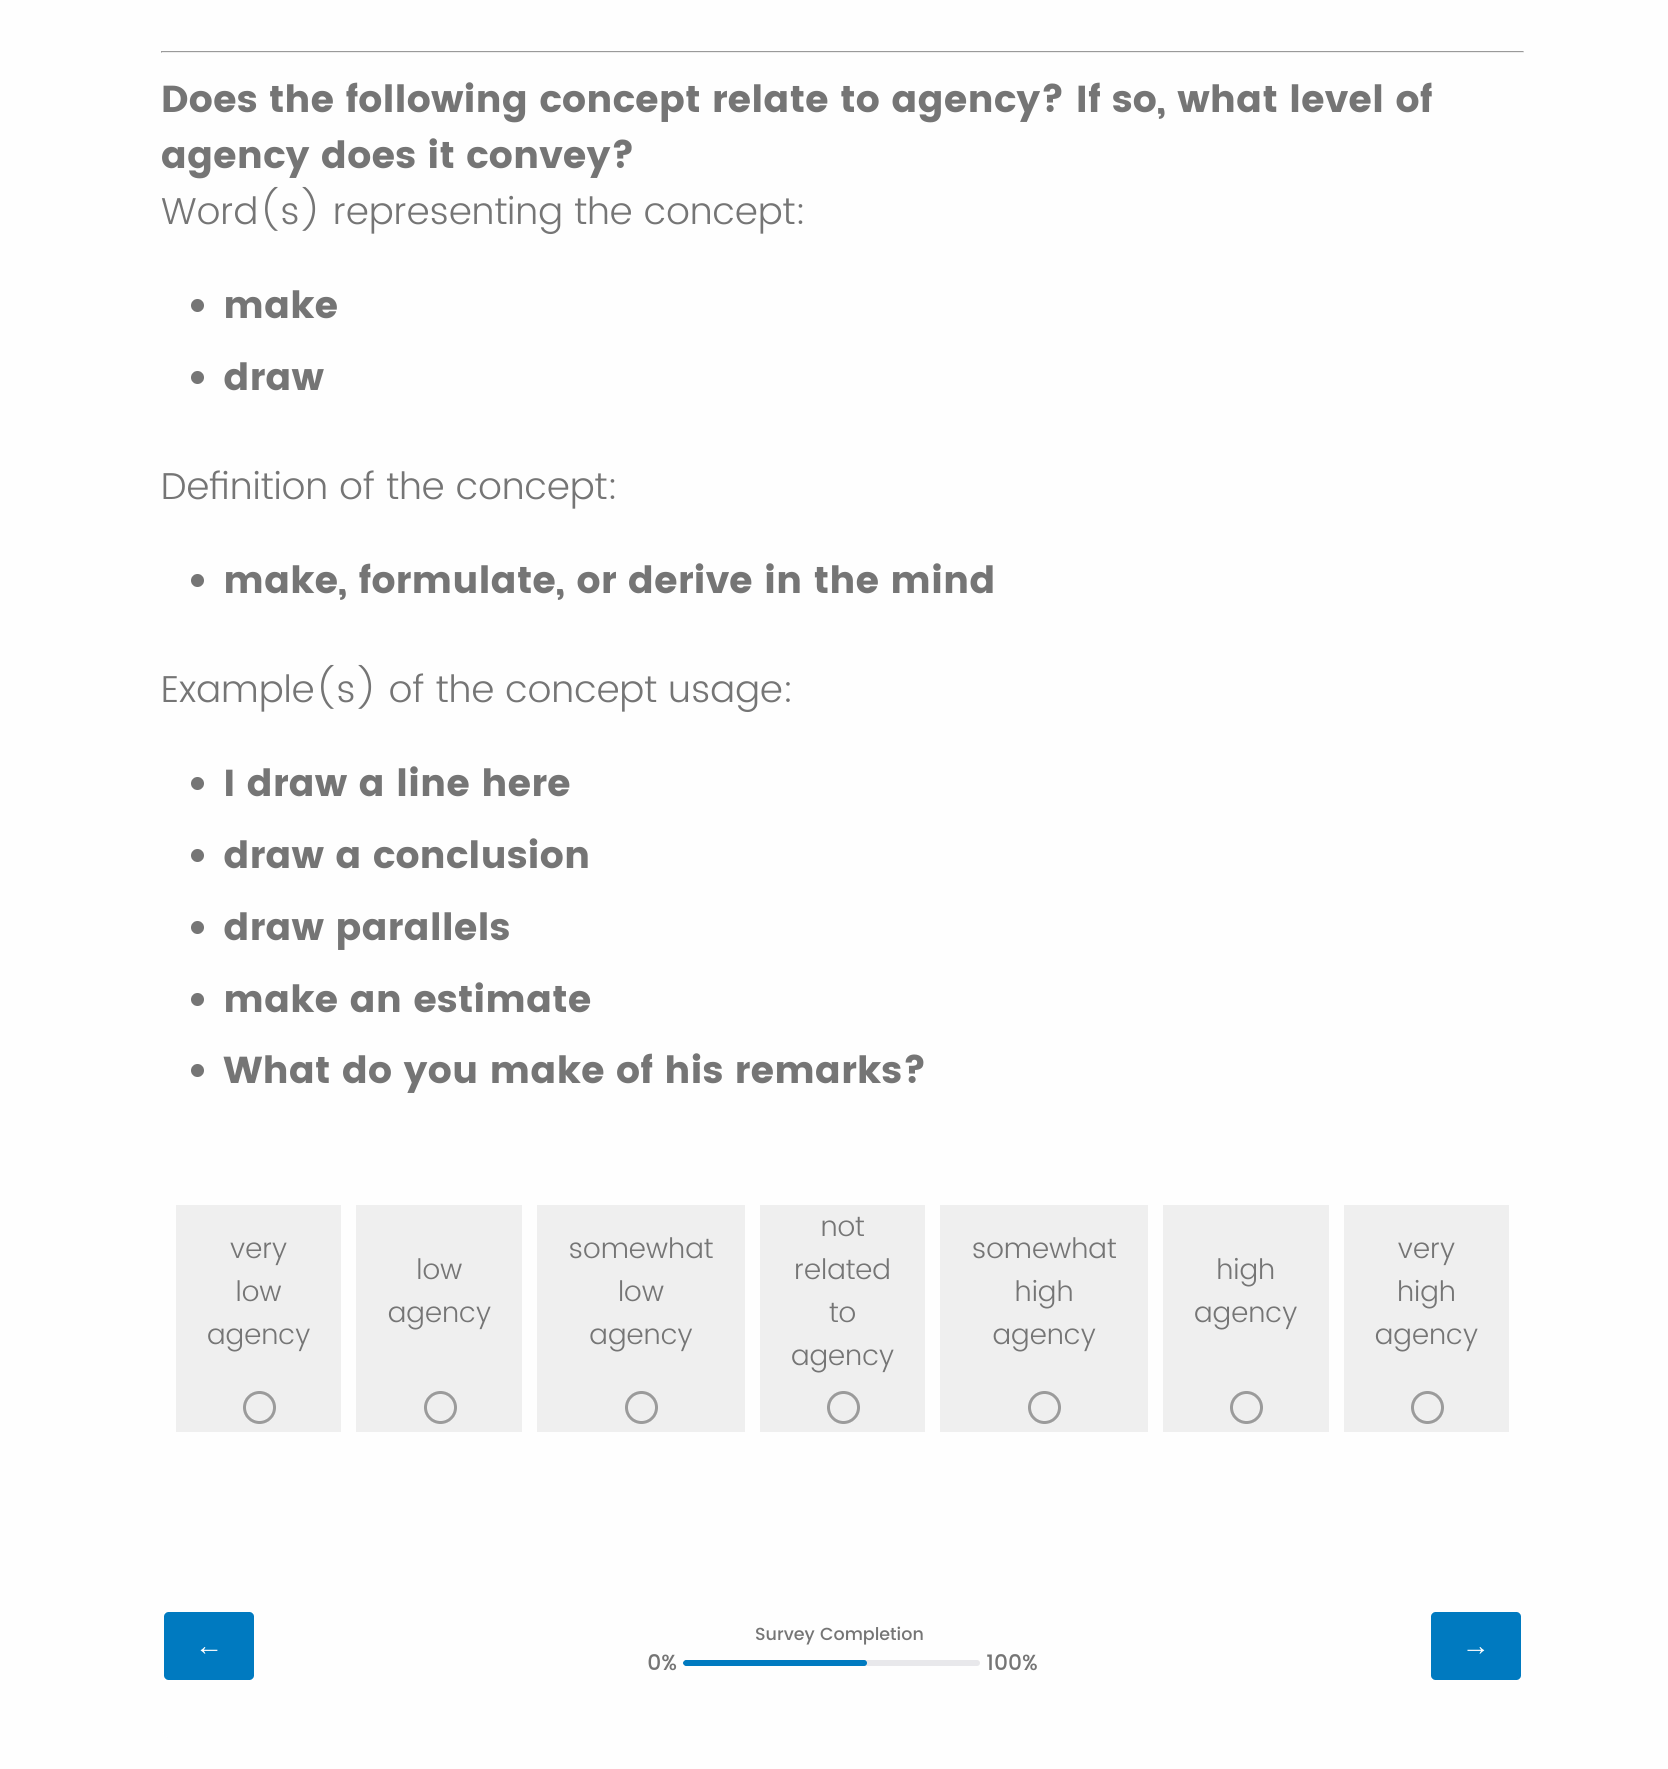 Does the following concept relate to agency? If so, what level of
agency does it convey?
Word(s) representing the concept:
• make
• draw
Definition of the concept:
• make, formulate, or derive in the mind
Example(s) of the concept usage:
• I draw a line here
• draw a conclusion
• draw parallels
• make an estimate
• What do you make of his remarks?
very
low
agency
low
agency
somewhat
low
agency
not
related
to
agency
somewhat
high
agency
high
agency
very
high
agency
←
Survey Completion
0% 100%
→